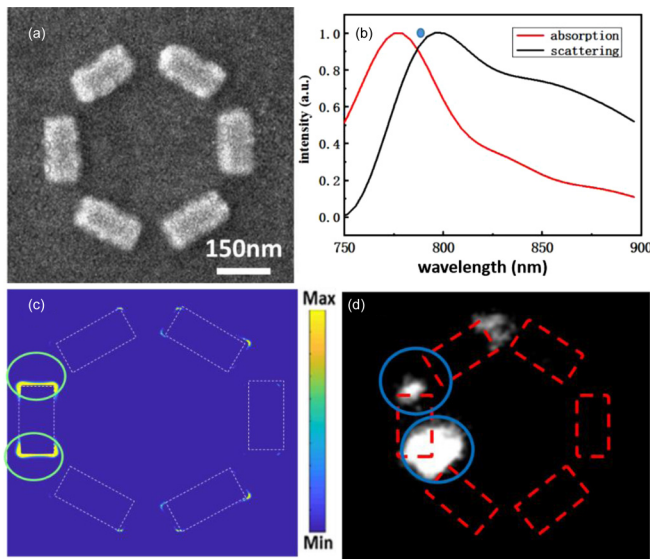 (a)
150nm
(b)
absorption
scattering
intensity (a.u.)
1.0
0.8
0.6
0.4
0.2
0.0
750
800
850
900
wavelength (nm)
(c)
Max
Min
(d)